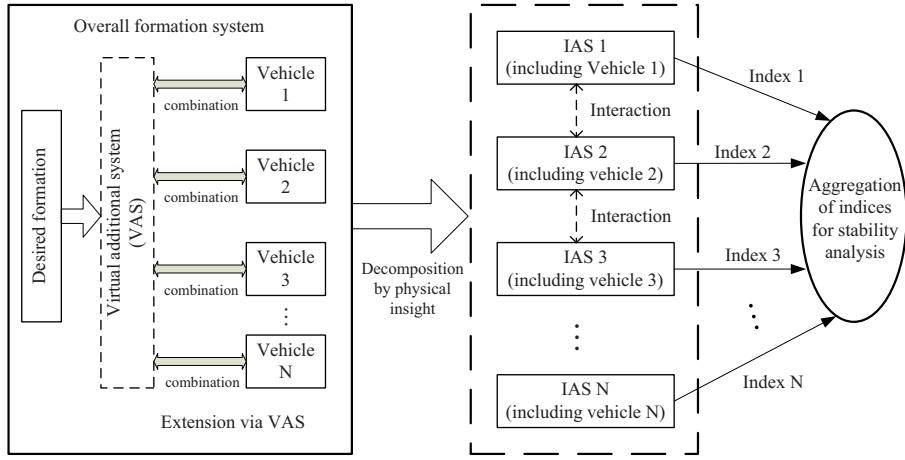 Overall formation system
Desired formation
Virtual additional system
(VAS)
Vehicle
1
combination
Vehicle
2
combination
Vehicle
3
combination
Vehicle
N
combination
Extension via VAS
Decomposition
by physical
insight
IAS 1
(including Vehicle 1)
Interaction
IAS 2
(including vehicle 2)
Interaction
IAS 3
(including vehicle 3)
IAS N
(including vehicle N)
Index 1
Index 2
Index 3
Index N
Aggregation
of indices
for stability
analysis